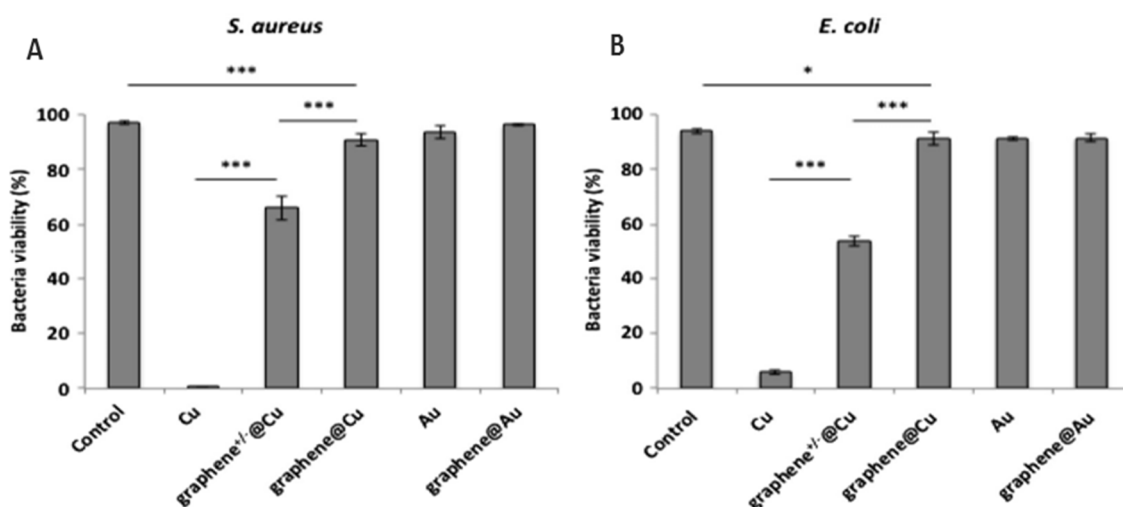 A
S. aureus
***
***
***
Bacteria viability (%)
100
80
60
40
20
0
Control
Cu
graphene+/-@Cu
graphene@Cu
Au
graphene@Au
B
E. coli
*
***
***
Bacteria viability (%)
100
80
60
40
20
0
Control
Cu
graphene+/-@Cu
graphene@Cu
Au
graphene@Au